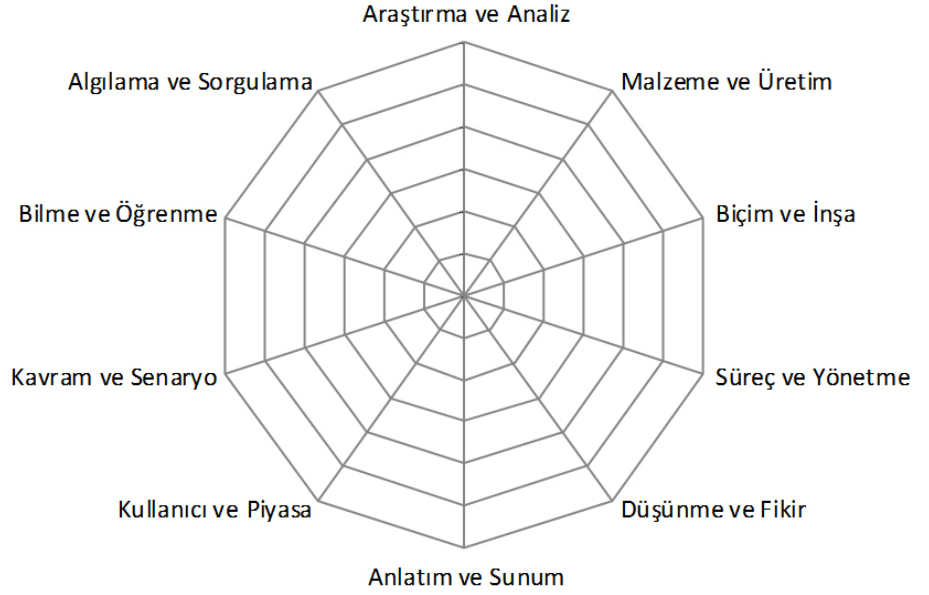 Araştırma ve Analiz
Algılama ve Sorgulama
Malzeme ve Üretim
Bilme ve Öğrenme
Biçim ve İnşa
Kavram ve Senaryo
Süreç ve Yönetme
Kullanıcı ve Piyasa
Düşünme ve Fikir
Anlatım ve Sunum